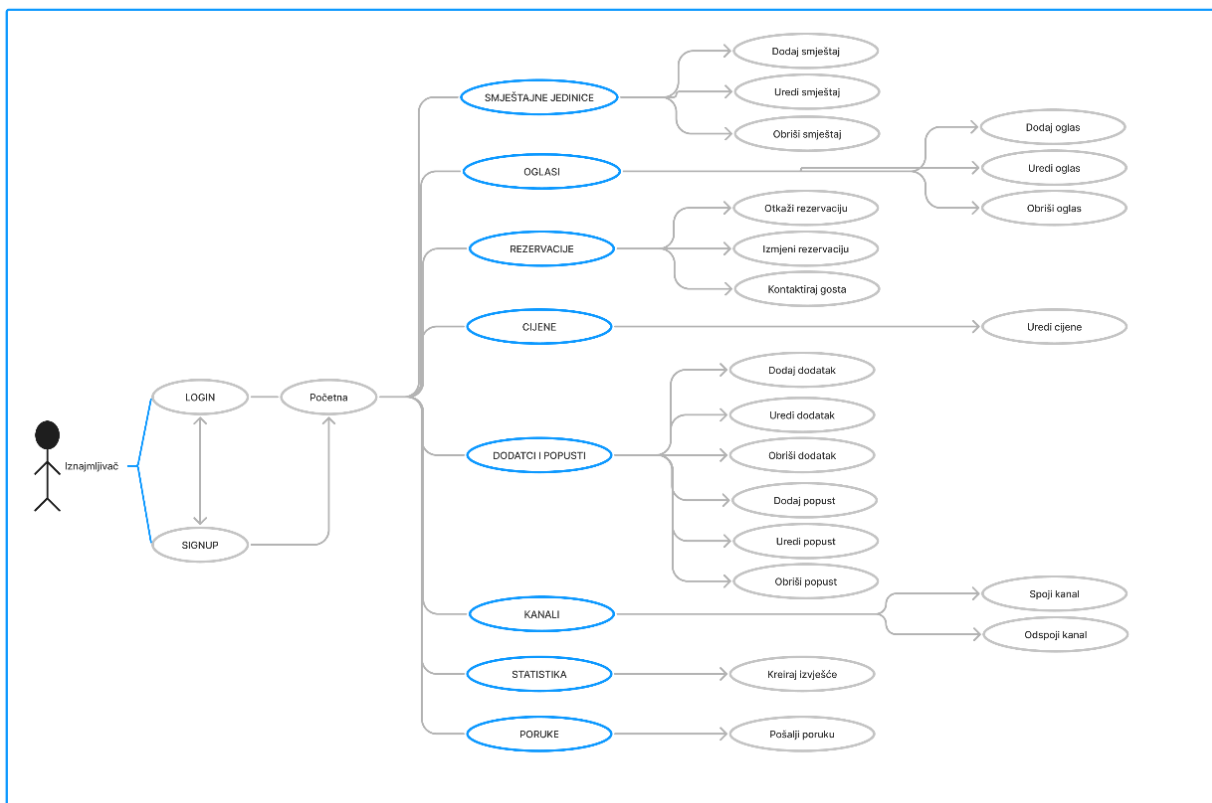 Iznajmljivač
LOGIN
SIGNUP
Početna
SMJEŠTAJNE JEDINICE
Dodaj smještaj
Uredi smještaj
Obriši smještaj
OGLASI
Dodaj oglas
Uredi oglas
Obriši oglas
REZERVACIJE
Otkaži rezervaciju
Izmjeni rezervaciju
Kontaktiraj gosta
CIJENE
Uredi cijene
DODATCI I POPUSTI
Dodaj dodatak
Uredi dodatak
Obriši dodatak
Dodaj popust
Uredi popust
Obriši popust
KANALI
Spoji kanal
Odspoji kanal
STATISTIKA
Kreiraj izvješće
PORUKE
Pošalji poruku